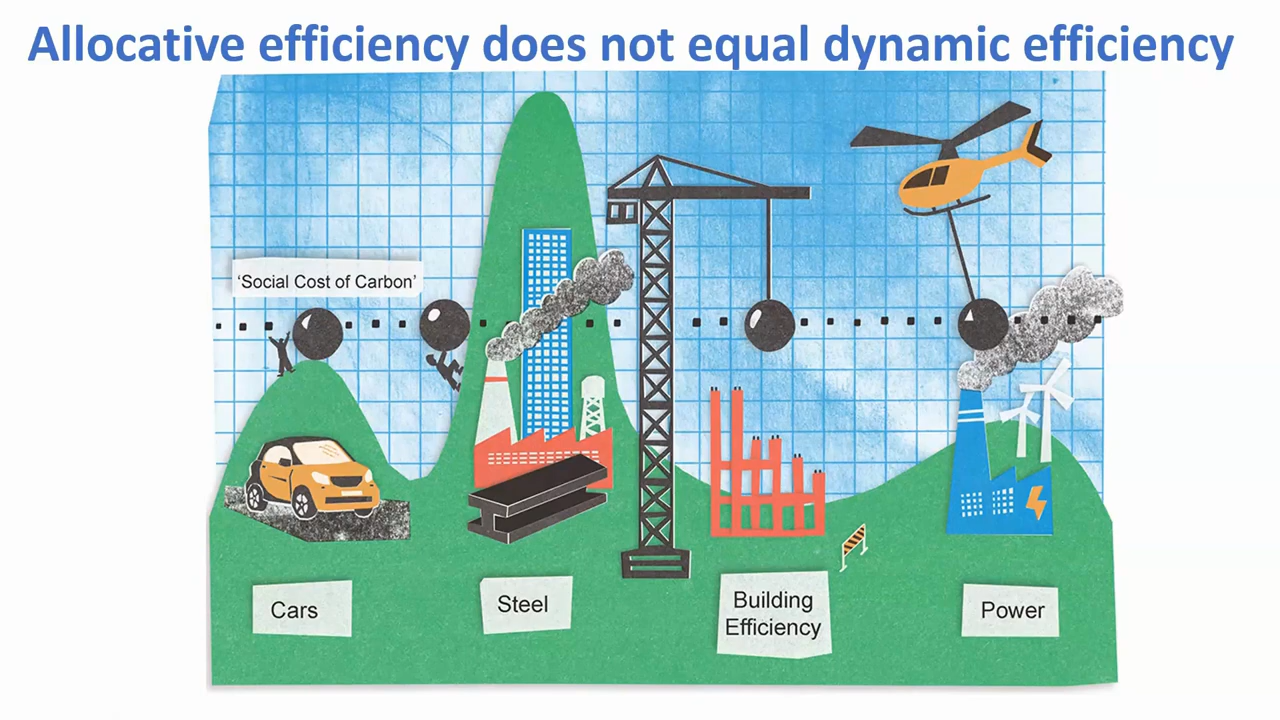 Allocative efficiency does not equal dynamic efficiency
‘Social Cost of Carbon’
Cars
Steel
Building
Efficiency
Power